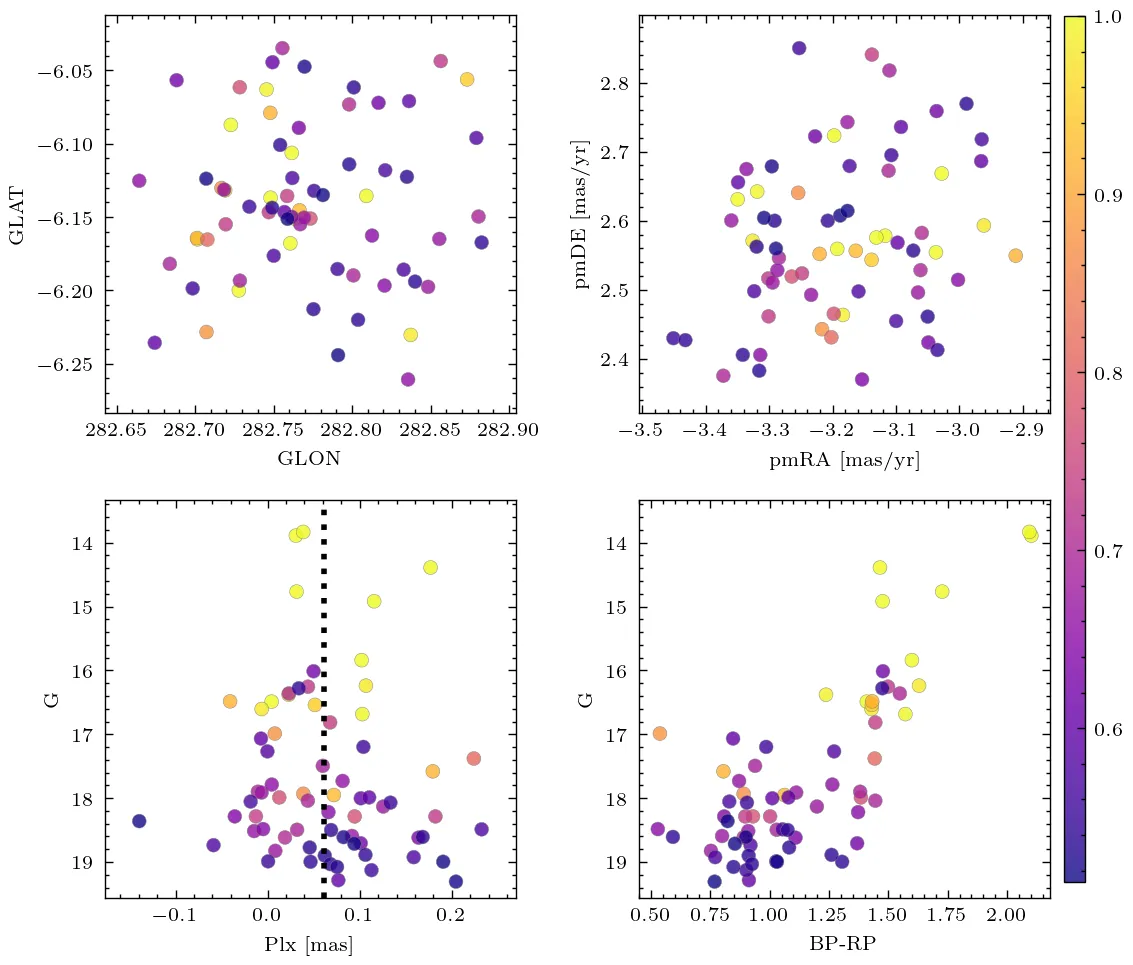 −6.05
−6.10
−6.15
−6.20
−6.25
GLAT
282.65 282.70 282.75 282.80 282.85 282.90
GLON
2.8
2.7
2.6
2.5
2.4
pmDE [mas/yr]
−3.5 −3.4 −3.3 −3.2 −3.1 −3.0 −2.9
pmRA [mas/yr]
14
15
16
17
18
19
G
−0.1 0.0 0.1 0.2
Plx [mas]
14
15
16
17
18
19
G
0.50 0.75 1.00 1.25 1.50 1.75 2.00
BP-RP
1.0
0.9
0.8
0.7
0.6